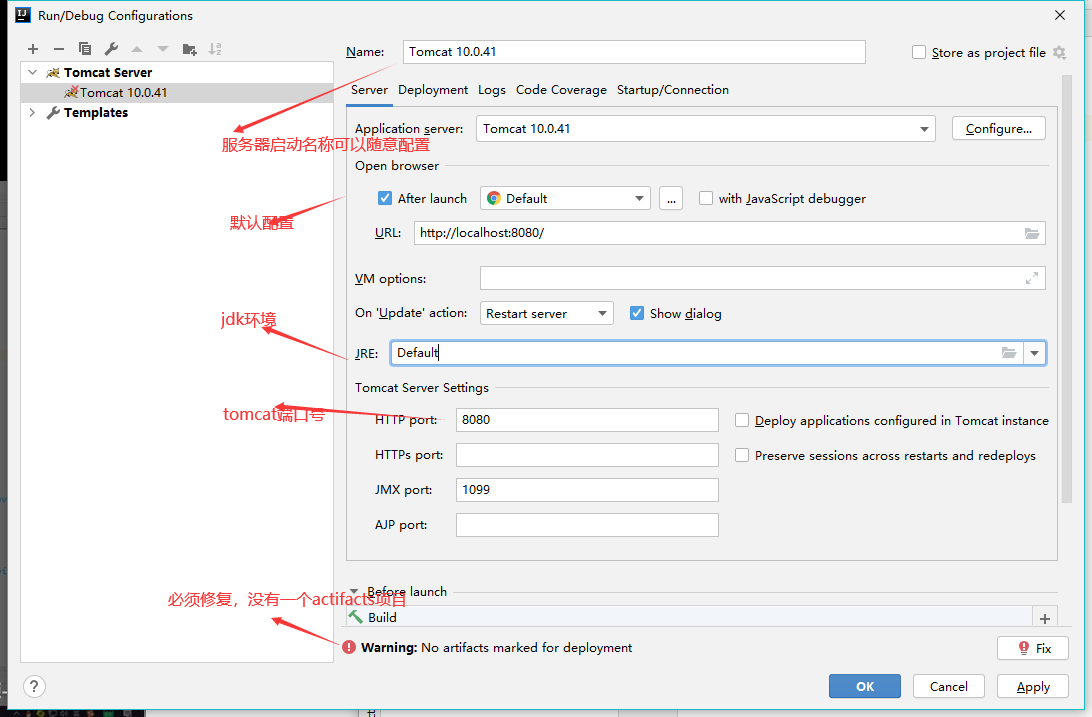 Run/Debug Configurations
Name: Tomcat 10.0.41 Store as project file
Tomcat Server
Tomcat 10.0.41
Templates
Server Deployment Logs Code Coverage Startup/Connection
Application server: Tomcat 10.0.41 Configure...
服务器启动名称可以随意配置
Open browser
After launch Default ... with JavaScript debugger
默认配置
URL: http://localhost:8080/
VM options:
On 'Update' action: Restart server Show dialog
jdk环境
JRE: Default
Tomcat Server Settings
tomcat端口号
HTTP port: 8080 Deploy applications configured in Tomcat instance
HTTPs port: Preserve sessions across restarts and redeploys
JMX port: 1099
AJP port:
Before launch
必须修复，没有一个actifacts项目
Build
Warning: No artifacts marked for deployment Fix
? OK Cancel Apply